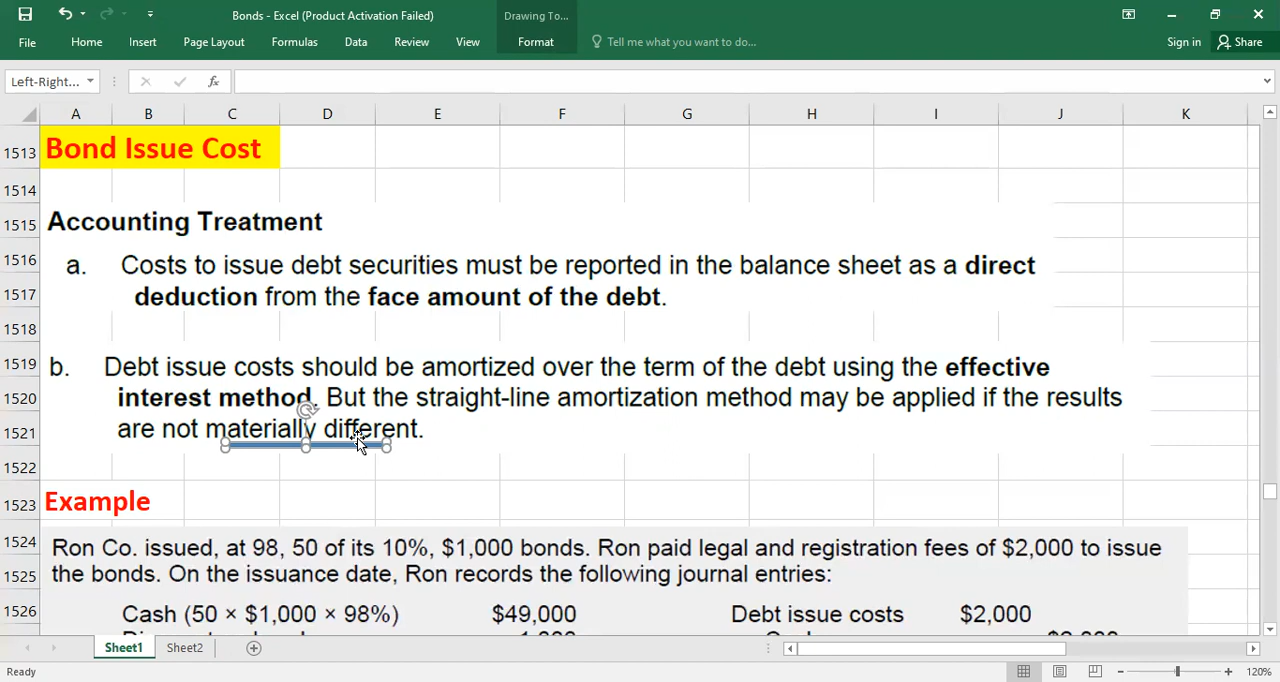 Bonds - Excel (Product Activation Failed)
Drawing To...
File Home Insert Page Layout Formulas Data Review View Format Tell me what you want to do... Sign in Share
Left-Right... fx
A B C D E F G H I J K
1513 Bond Issue Cost
1514
1515 Accounting Treatment
1516 a. Costs to issue debt securities must be reported in the balance sheet as a direct
1517 deduction from the face amount of the debt.
1518
1519 b. Debt issue costs should be amortized over the term of the debt using the effective
1520 interest method. But the straight-line amortization method may be applied if the results
1521 are not materially different.
1522
1523 Example
1524 Ron Co. issued, at 98, 50 of its 10%, $1,000 bonds. Ron paid legal and registration fees of $2,000 to issue
1525 the bonds. On the issuance date, Ron records the following journal entries:
1526 Cash (50 × $1,000 × 98%) $49,000 Debt issue costs $2,000
Sheet1 Sheet2
Ready 120%